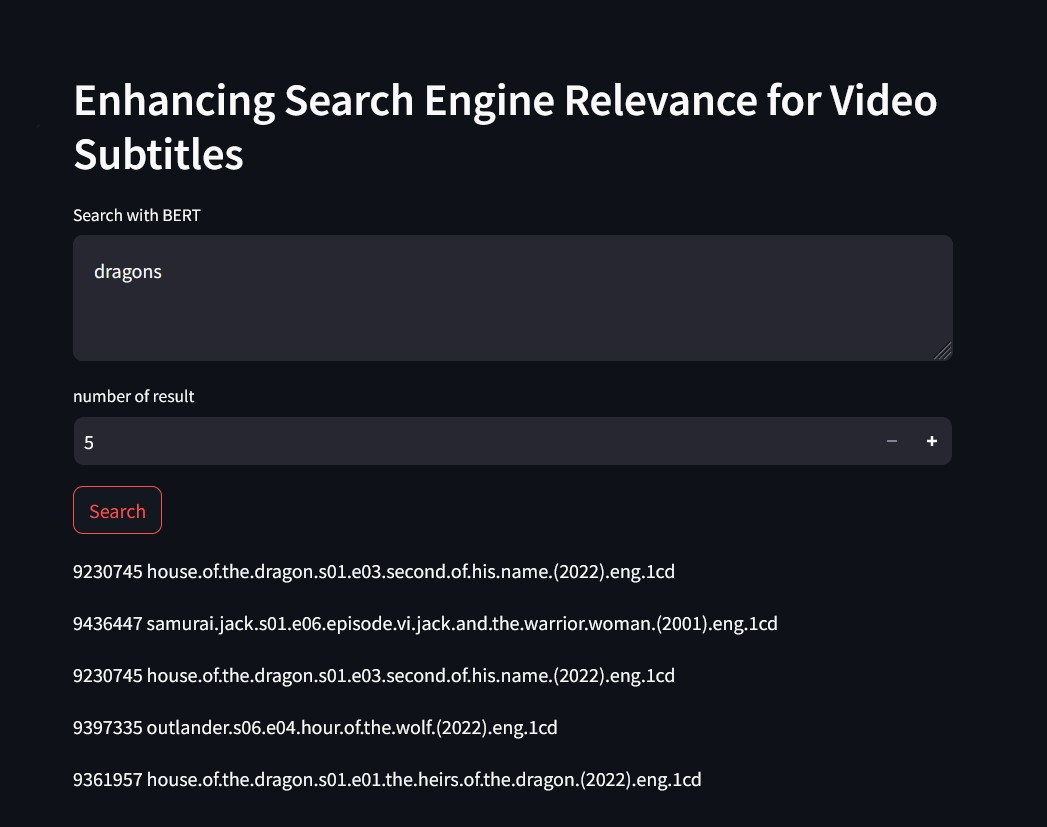 Enhancing Search Engine Relevance for Video
Subtitles
Search with BERT
dragons
number of result
5
Search
9230745 house.of.the.dragon.s01.e03.second.of.his.name.(2022).eng.1cd
9436447 samurai.jack.s01.e06.episode.vi.jack.and.the.warrior.woman.(2001).eng.1cd
9230745 house.of.the.dragon.s01.e03.second.of.his.name.(2022).eng.1cd
9397335 outlander.s06.e04.hour.of.the.wolf.(2022).eng.1cd
9361957 house.of.the.dragon.s01.e01.the.heirs.of.the.dragon.(2022).eng.1cd